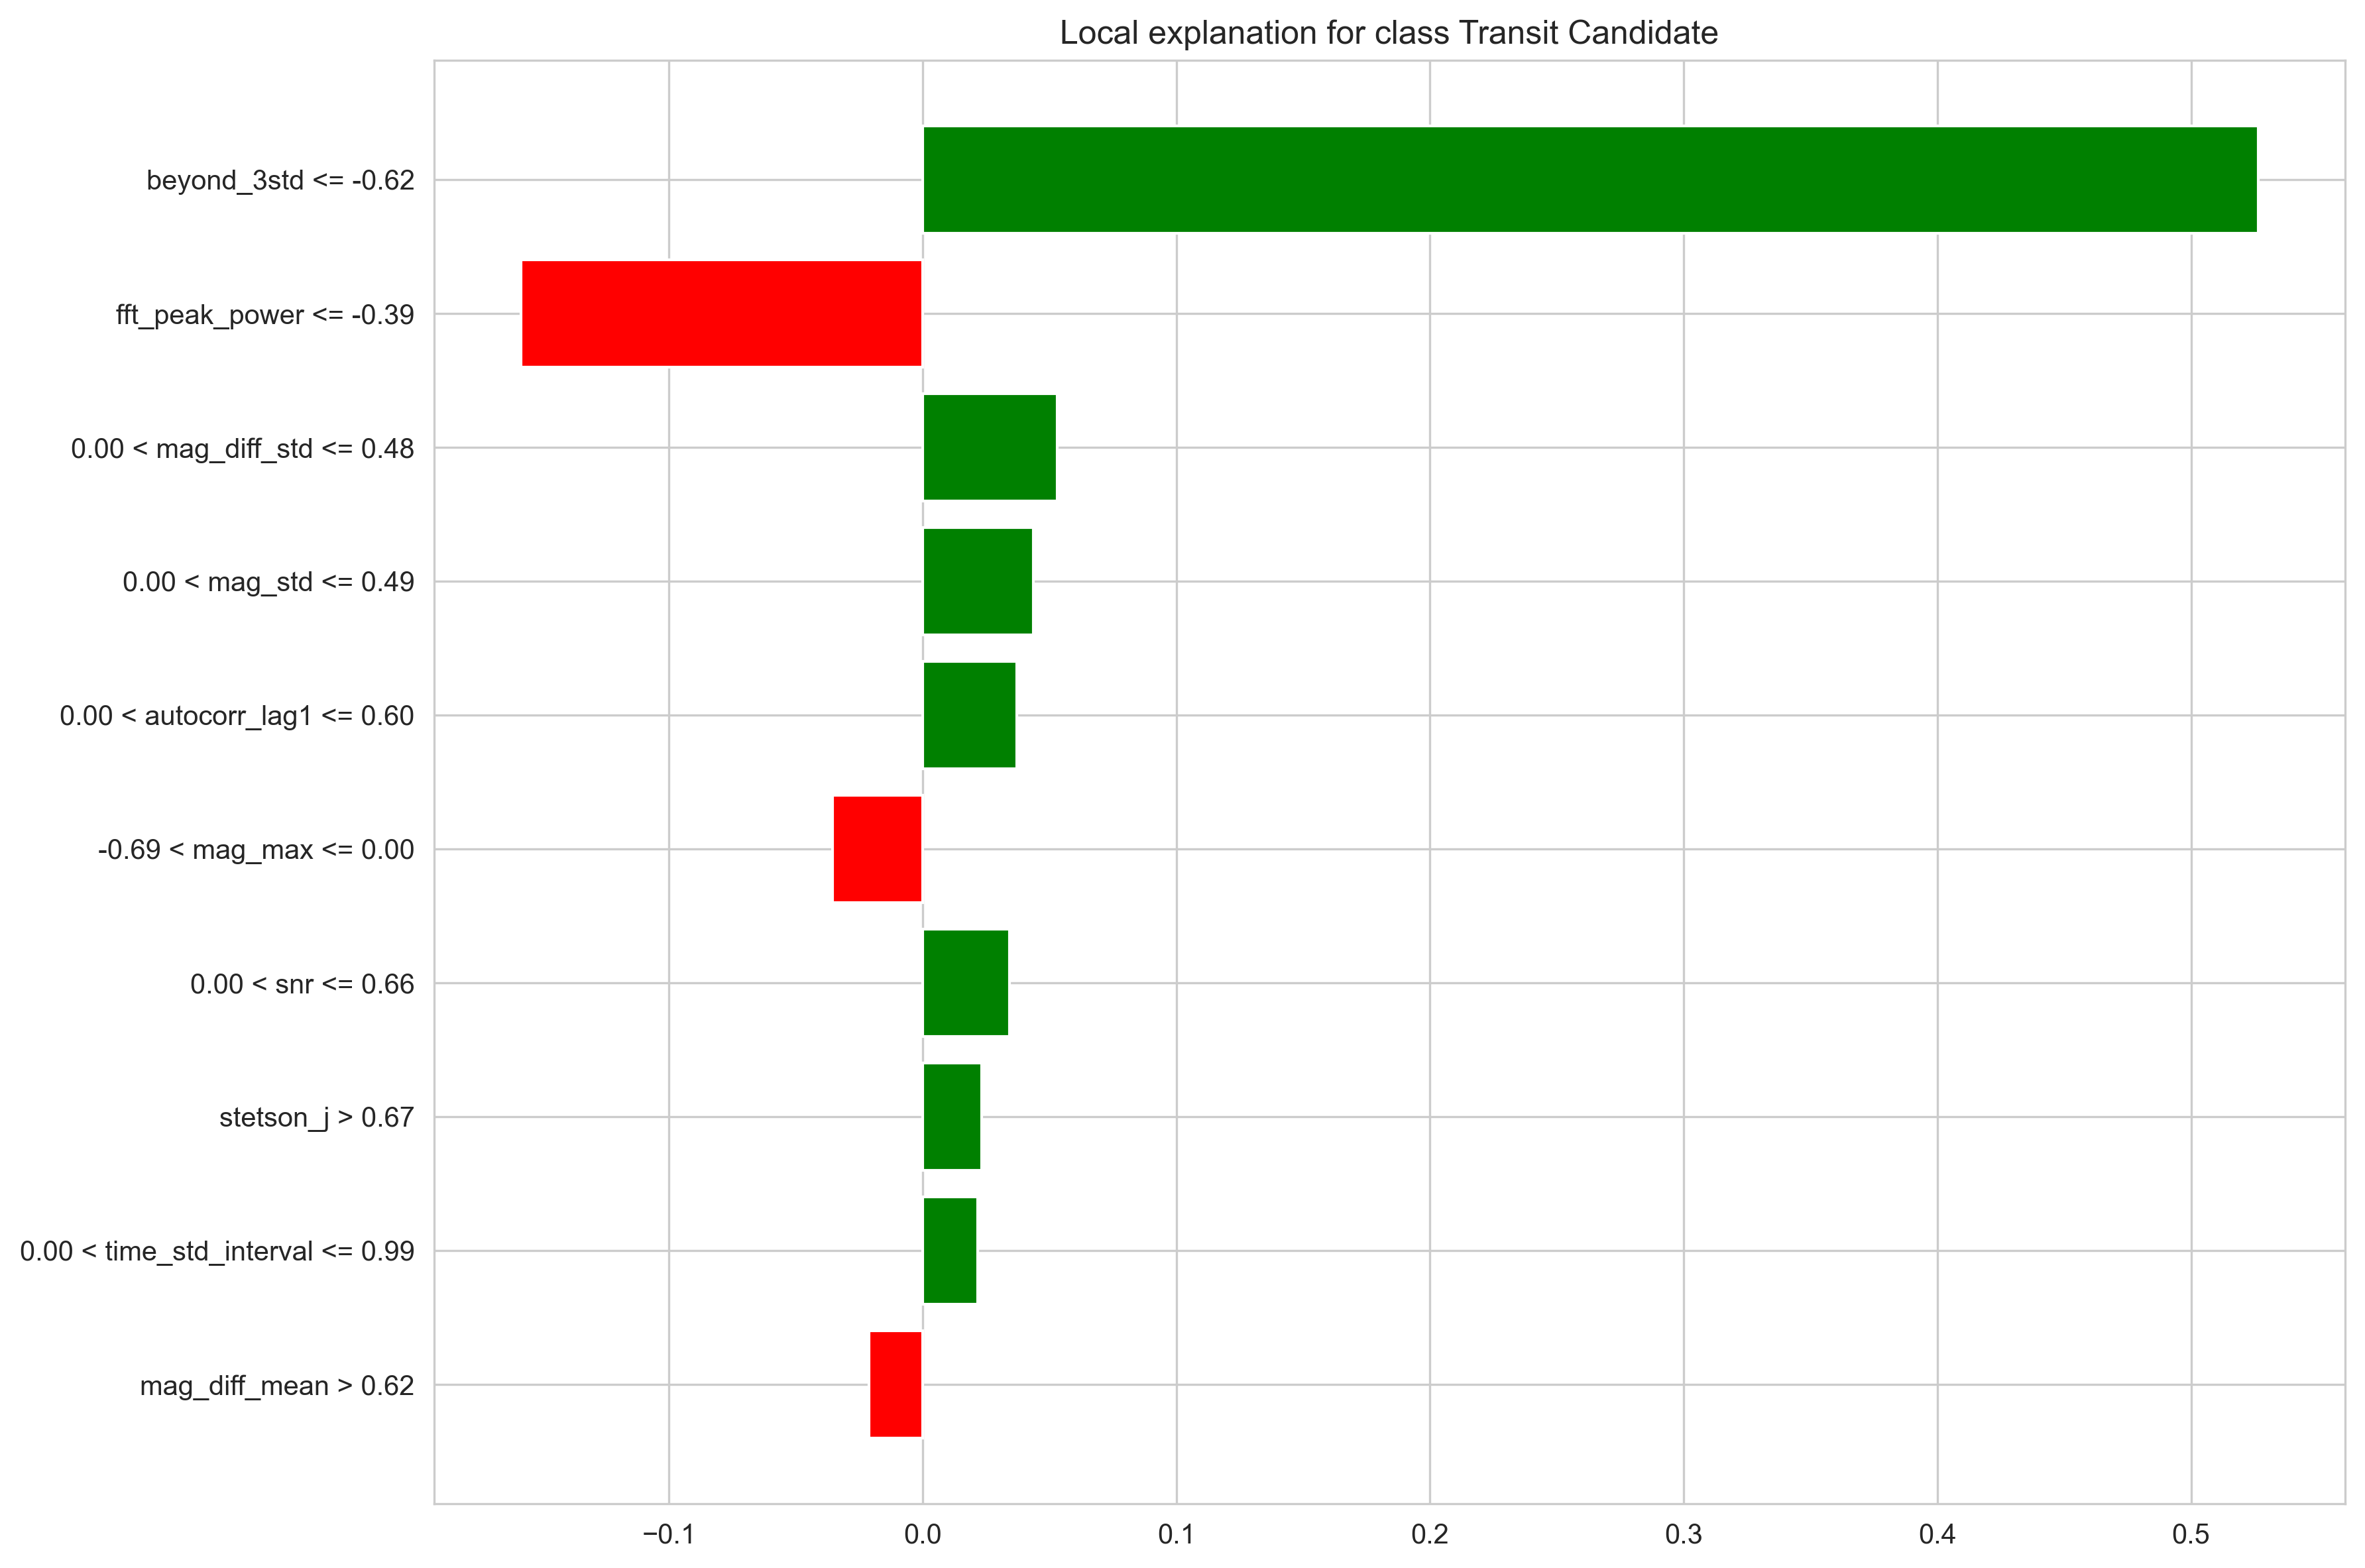 Local explanation for class Transit Candidate
beyond_3std <= -0.62
fft_peak_power <= -0.39
0.00 < mag_diff_std <= 0.48
0.00 < mag_std <= 0.49
0.00 < autocorr_lag1 <= 0.60
-0.69 < mag_max <= 0.00
0.00 < snr <= 0.66
stetson_j > 0.67
0.00 < time_std_interval <= 0.99
mag_diff_mean > 0.62
−0.1 0.0 0.1 0.2 0.3 0.4 0.5